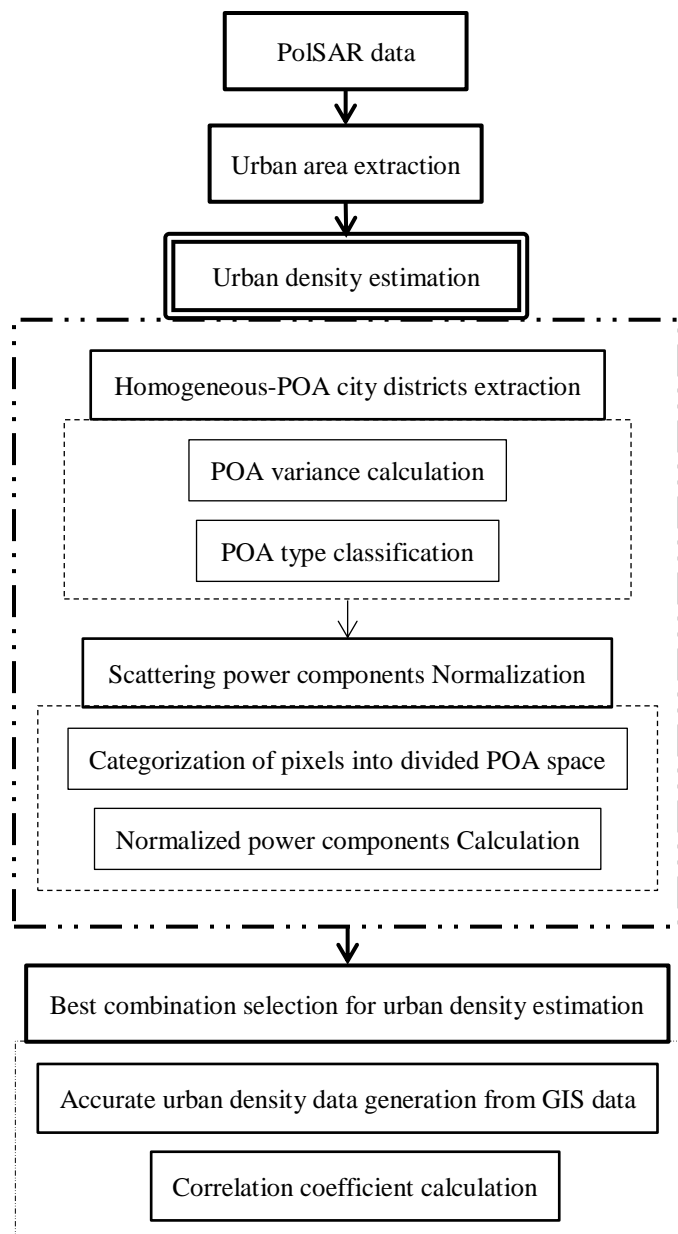 PolSAR data
Urban area extraction
Urban density estimation
Homogeneous-POA city districts extraction
POA variance calculation
POA type classification
Scattering power components Normalization
Categorization of pixels into divided POA space
Normalized power components Calculation
Best combination selection for urban density estimation
Accurate urban density data generation from GIS data
Correlation coefficient calculation